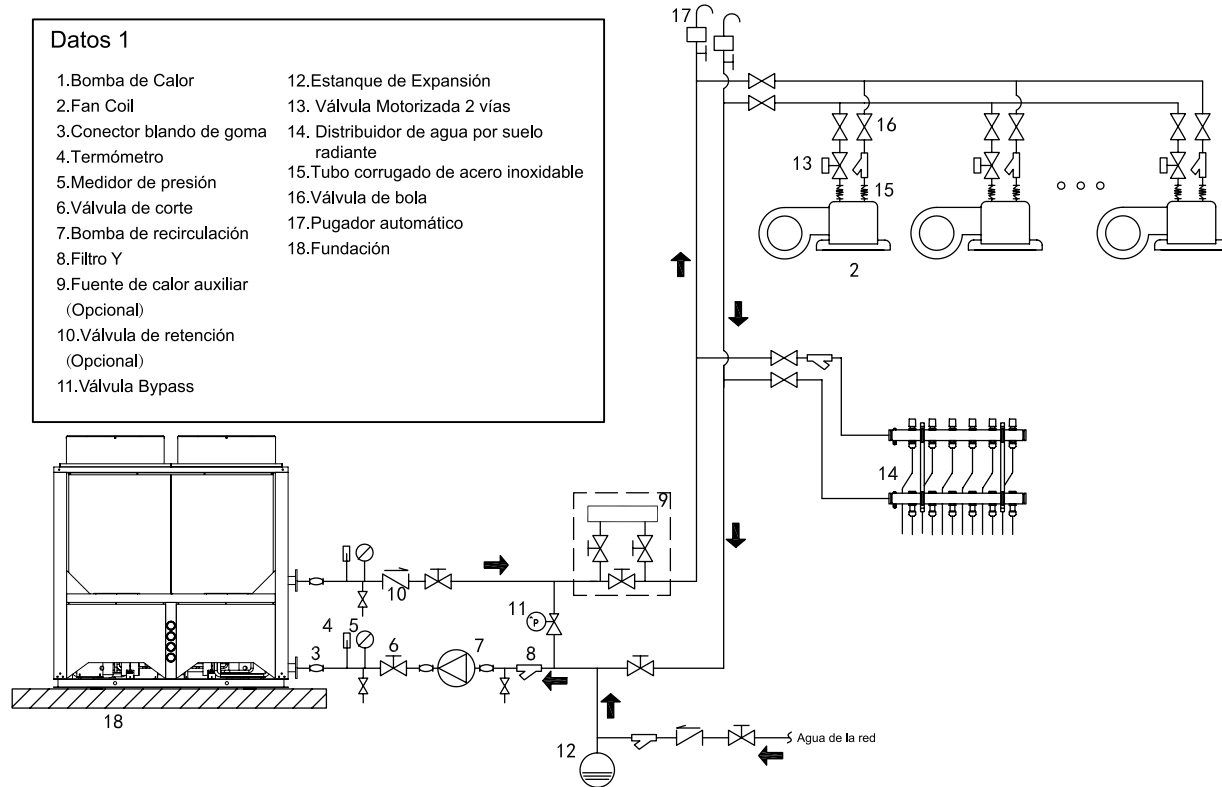 Datos 1
1.Bomba de Calor
2.Fan Coil
3.Conector blando de goma
4.Termómetro
5.Medidor de presión
6.Válvula de corte
7.Bomba de recirculación
8.Filtro Y
9.Fuente de calor auxiliar
(Opcional)
10.Válvula de retención
(Opcional)
11.Válvula Bypass
12.Estanque de Expansión
13. Válvula Motorizada 2 vías
14. Distribuidor de agua por suelo
radiante
15.Tubo corrugado de acero inoxidable
16.Válvula de bola
17.Pugador automático
18.Fundación
17
16
13
15
2
14
9
10
11
P
4
5
3
6
7
8
18
12
Agua de la red